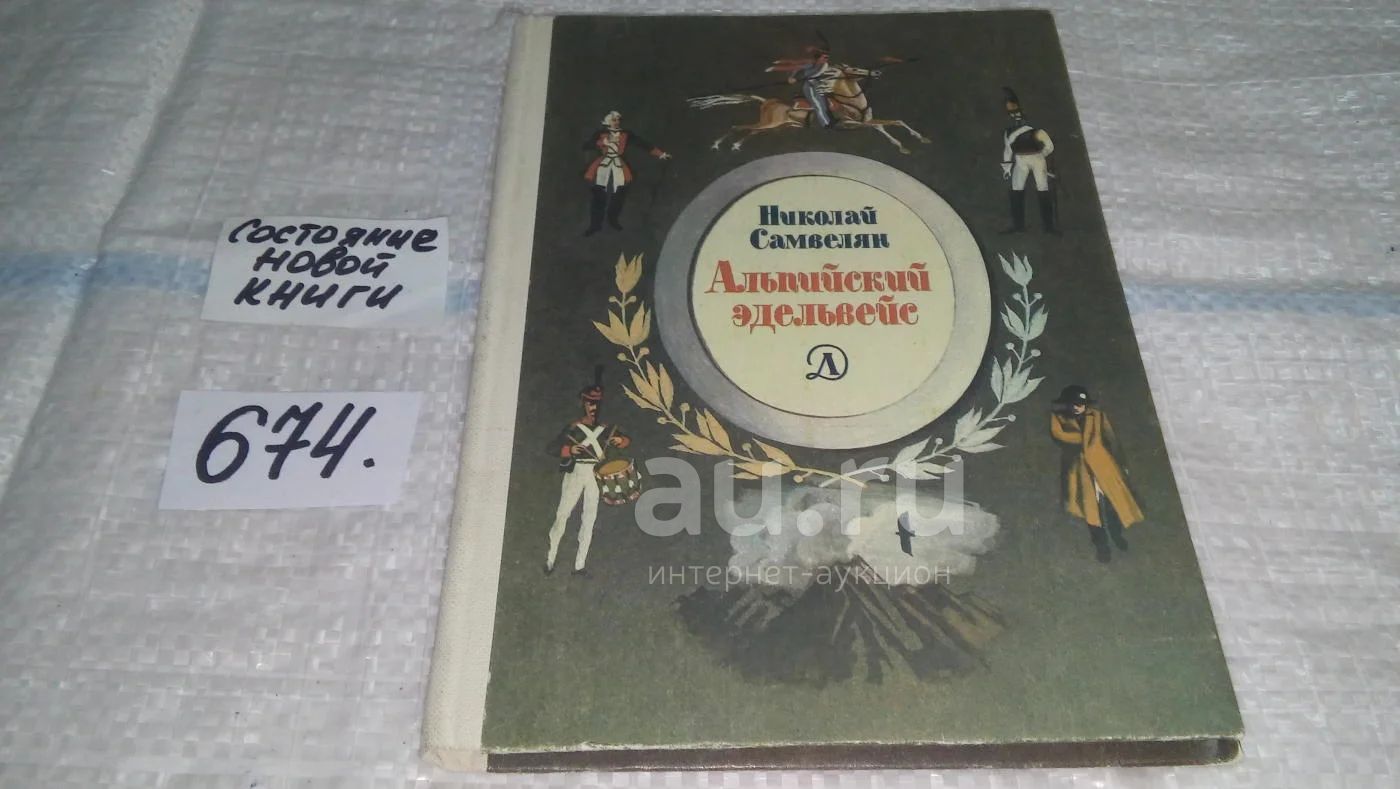 Состояние
новой
книги
674.
Николай
Самвелян
Альпийский
эдельвейс
Д
au.ru
интернет-аукцион